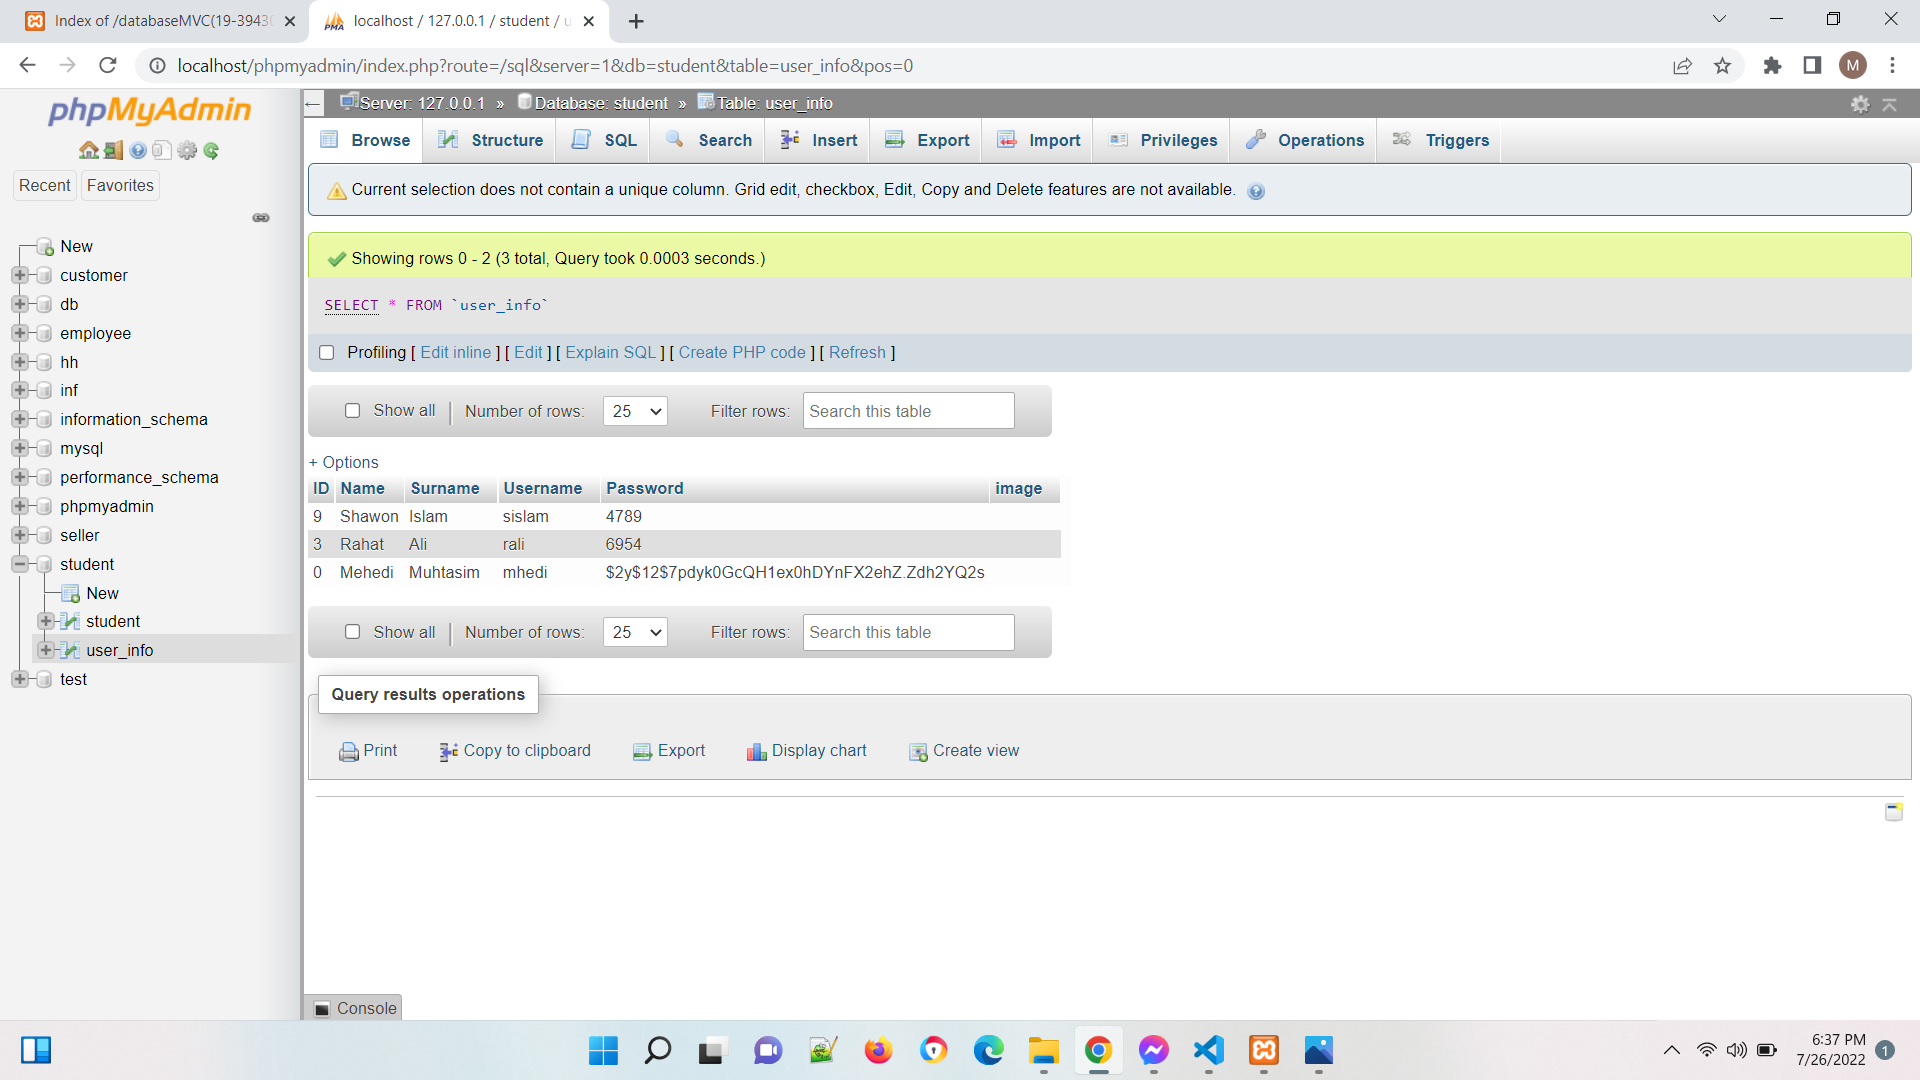 Index of /databaseMVC(19-3943
localhost / 127.0.0.1 / student / u
localhost/phpmyadmin/index.php?route=/sql&server=1&db=student&table=user_info&pos=0
M
phpMyAdmin
Recent Favorites
New
customer
db
employee
hh
inf
information_schema
mysql
performance_schema
phpmyadmin
seller
student
New
student
user_info
test
Server: 127.0.0.1 » Database: student » Table: user_info
Browse Structure SQL Search Insert Export Import Privileges Operations Triggers
Current selection does not contain a unique column. Grid edit, checkbox, Edit, Copy and Delete features are not available.
Showing rows 0 - 2 (3 total, Query took 0.0003 seconds.)
SELECT * FROM `user_info`
Profiling [ Edit inline ] [ Edit ] [ Explain SQL ] [ Create PHP code ] [ Refresh ]
Show all | Number of rows: 25 Filter rows: Search this table
+ Options
ID Name Surname Username Password image
9 Shawon Islam sislam 4789
3 Rahat Ali rali 6954
0 Mehedi Muhtasim mhedi $2y$12$7pdyk0GcQH1ex0hDYnFX2ehZ.Zdh2YQ2s
Show all | Number of rows: 25 Filter rows: Search this table
Query results operations
Print Copy to clipboard Export Display chart Create view
Console
6:37 PM
7/26/2022
1